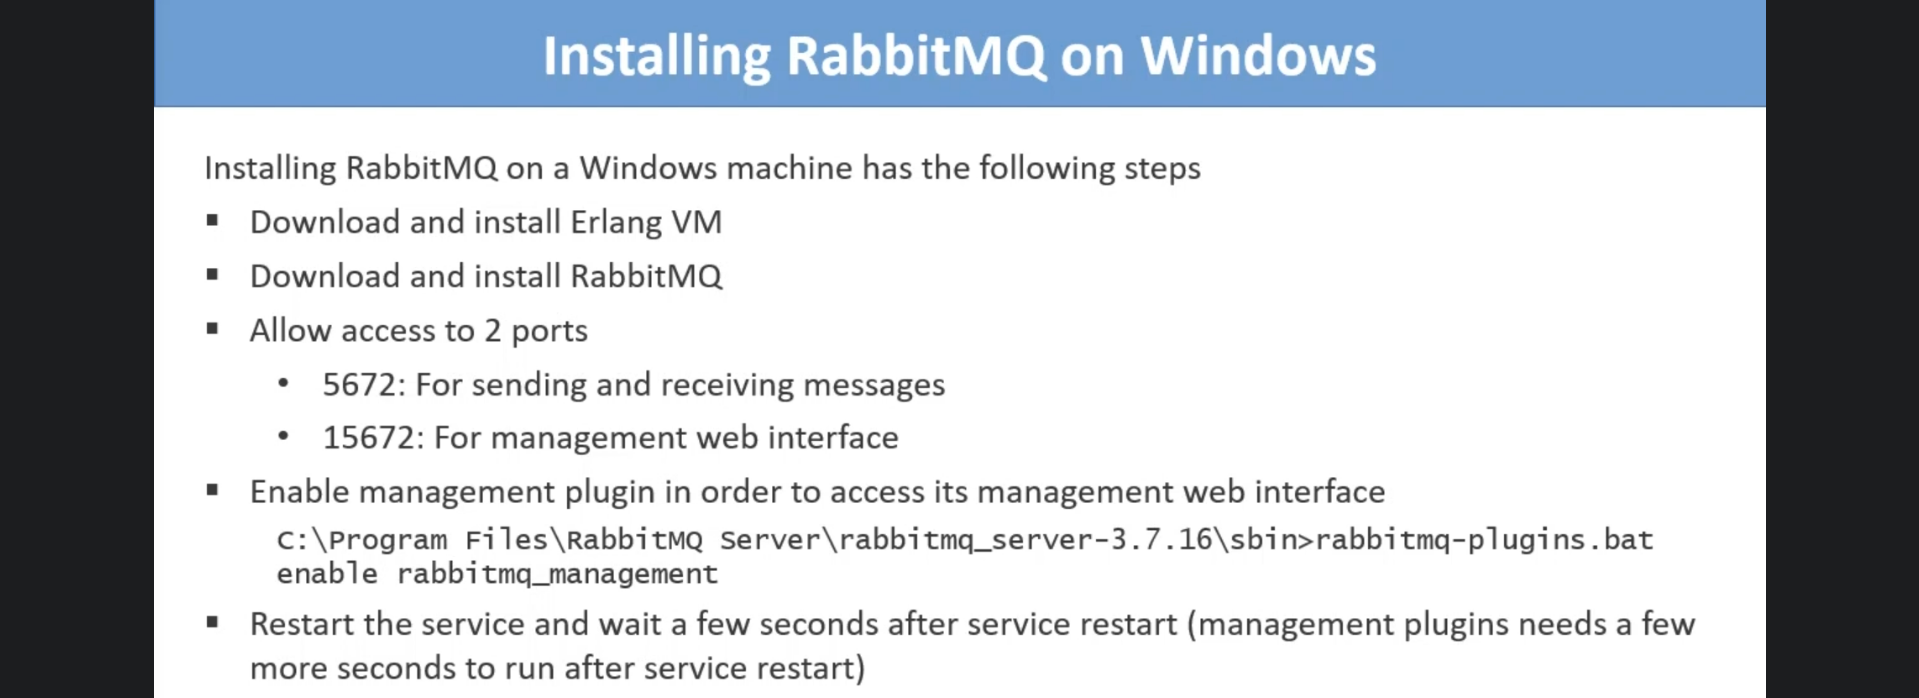 Installing RabbitMQ on Windows
Installing RabbitMQ on a Windows machine has the following steps
▪ Download and install Erlang VM
▪ Download and install RabbitMQ
▪ Allow access to 2 ports
• 5672: For sending and receiving messages
• 15672: For management web interface
▪ Enable management plugin in order to access its management web interface
C:\Program Files\RabbitMQ Server\rabbitmq_server-3.7.16\sbin>rabbitmq-plugins.bat
enable rabbitmq_management
▪ Restart the service and wait a few seconds after service restart (management plugins needs a few
more seconds to run after service restart)